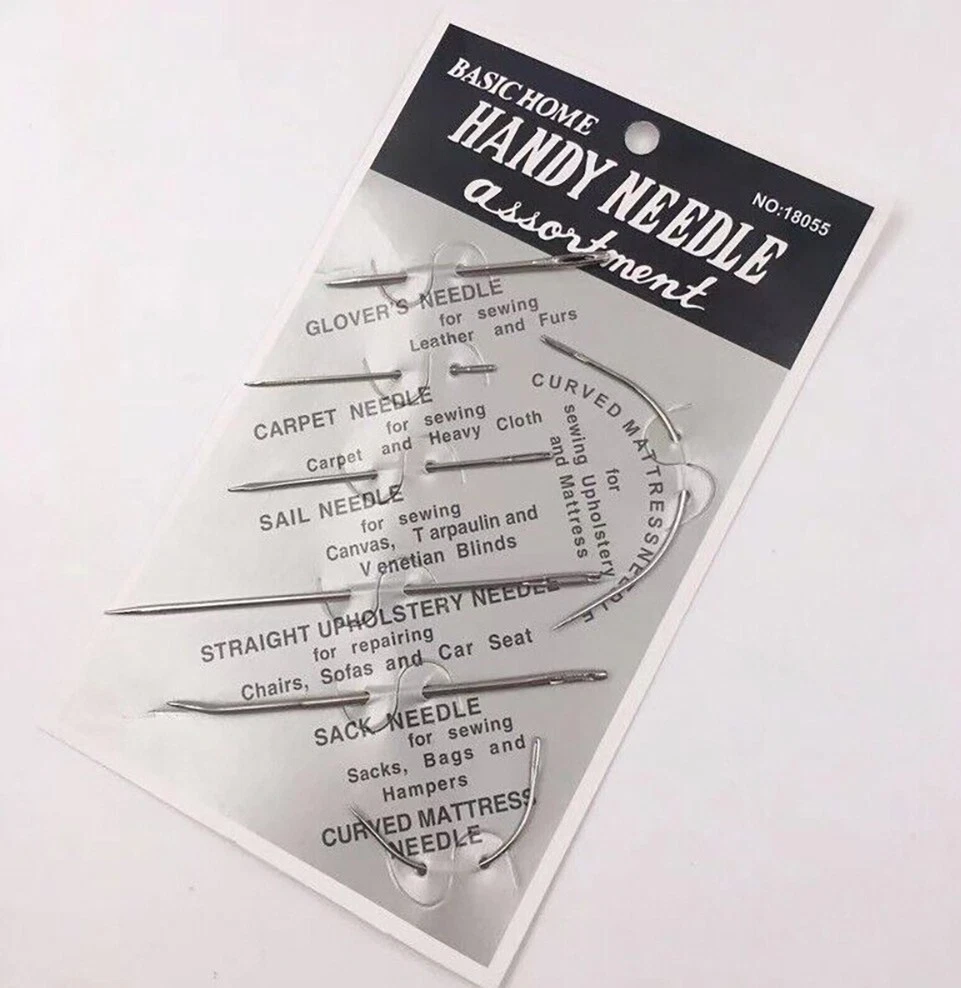 BASIC HOME
HANDY NEEDLE
assortment
NO:18055
GLOVER'S NEEDLE
for sewing
Leather and Furs
CARPET NEEDLE
for sewing
Carpet and Heavy Cloth
SAIL NEEDLE
for sewing
Canvas, Tarpaulin and
Venetian Blinds
CURVED MATTRESS NEEDLE
for
sewing Upholstery
and Mattress
STRAIGHT UPHOLSTERY NEEDLE
for repairing
Chairs, Sofas and Car Seat
SACK NEEDLE
for sewing
Sacks, Bags and
Hampers
CURVED MATTRESS
NEEDLE